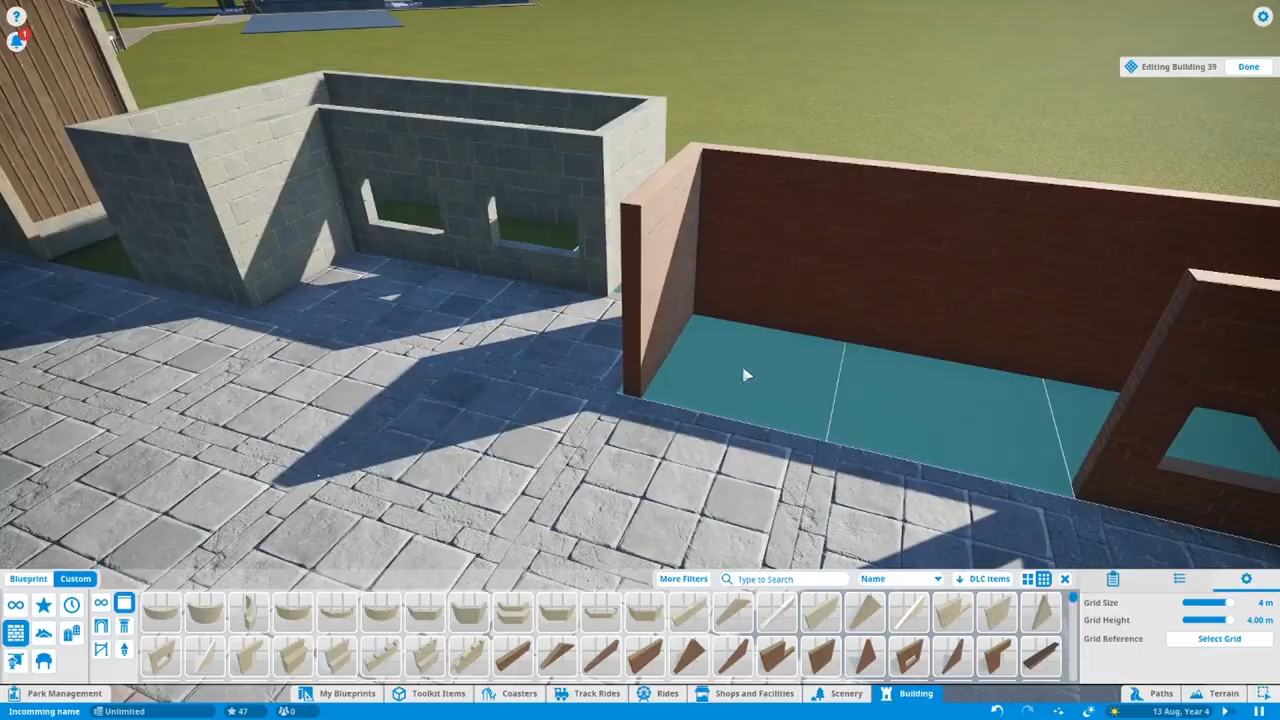 ?
1
Editing Building 39 Done
Blueprint Custom More Filters Type to Search Name DLC Items
Grid Size 4 m
Grid Height 4.00 m
Grid Reference Select Grid
Park Management My Blueprints Toolkit Items Coasters Track Rides Rides Shops and Facilities Scenery Building Paths Terrain
Incoming name Unlimited 47 0 13 Aug, Year 4